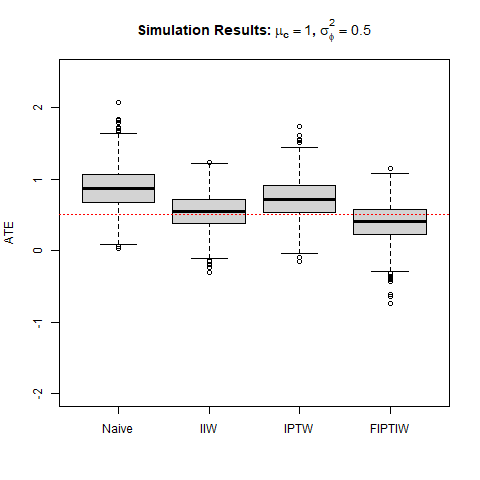 Simulation Results: μc = 1, σ²ϕ = 0.5
ATE
2
1
0
-1
-2
Naive IIW IPTW FIPTIW